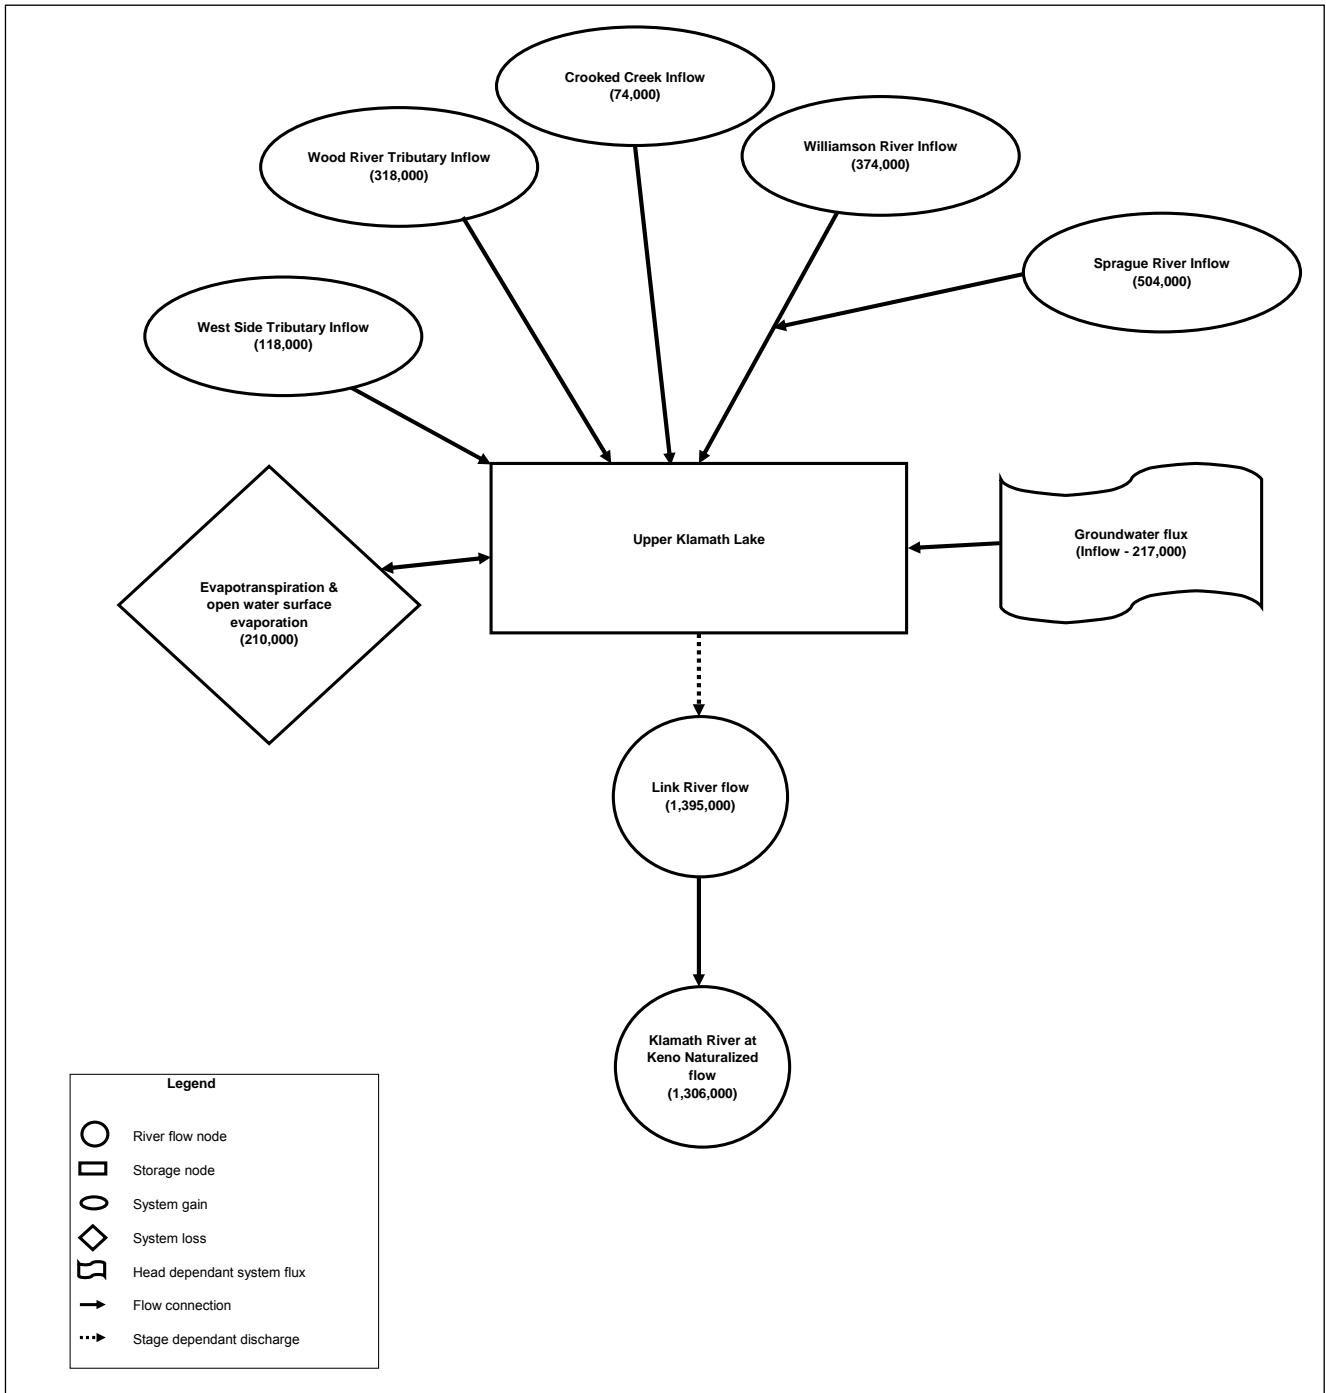 Crooked Creek Inflow
(74,000)
Wood River Tributary Inflow
(318,000)
Williamson River Inflow
(374,000)
Sprague River Inflow
(504,000)
West Side Tributary Inflow
(118,000)
Upper Klamath Lake
Groundwater flux
(Inflow - 217,000)
Evapotranspiration &
open water surface
evaporation
(210,000)
Link River flow
(1,395,000)
Klamath River at
Keno Naturalized
flow
(1,306,000)
Legend
River flow node
Storage node
System gain
System loss
Head dependant system flux
Flow connection
Stage dependant discharge